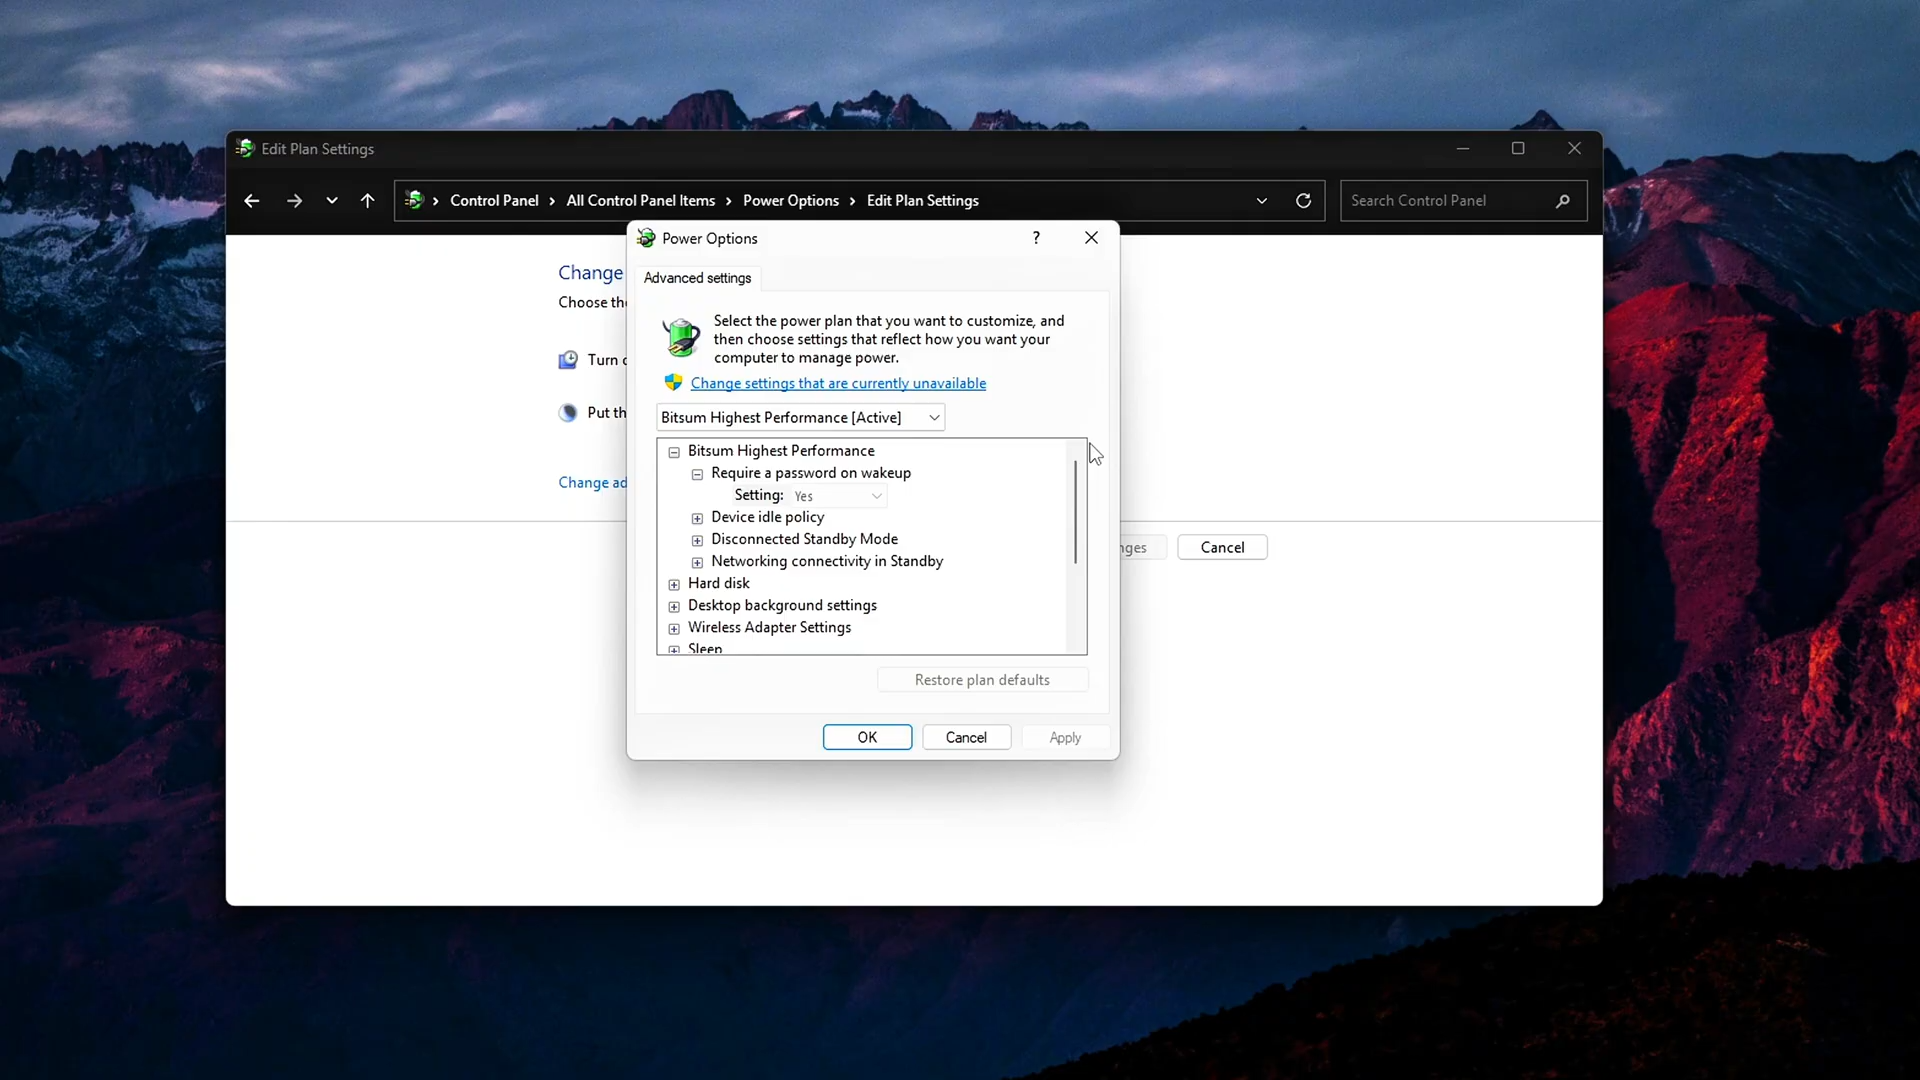 Edit Plan Settings
Control Panel
All Control Panel Items
Power Options
Edit Plan Settings
Search Control Panel
Power Options
?
Advanced settings
Change
Choose the
Select the power plan that you want to customize, and
then choose settings that reflect how you want your
computer to manage power.
Turn o
Change settings that are currently unavailable
Put th
Bitsum Highest Performance [Active]
Bitsum Highest Performance
Require a password on wakeup
Change ad
Setting: Yes
Device idle policy
Disconnected Standby Mode
nges
Cancel
Networking connectivity in Standby
Hard disk
Desktop background settings
Wireless Adapter Settings
Sleep
Restore plan defaults
OK
Cancel
Apply